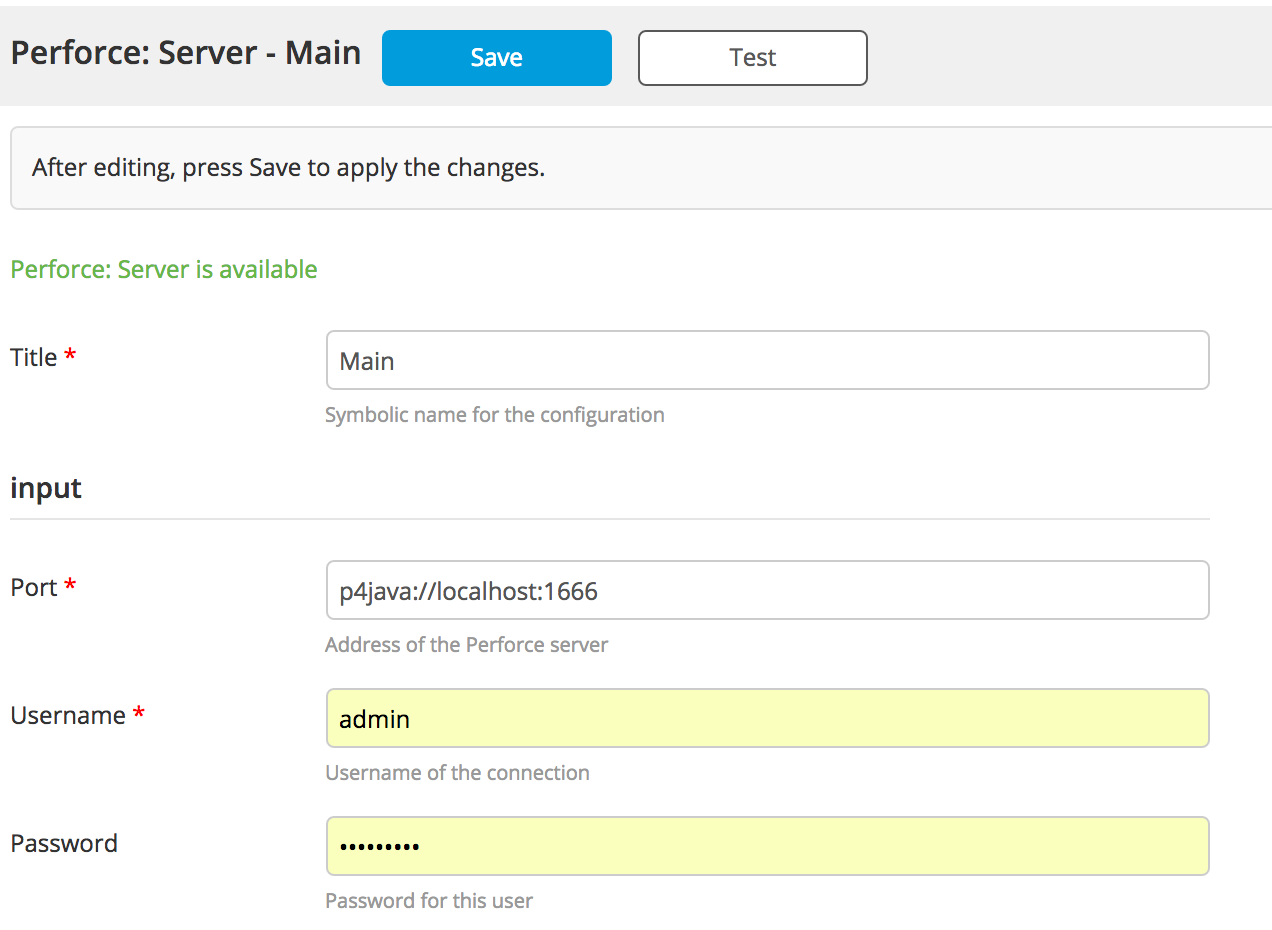 Perforce: Server - Main
Save
Test
After editing, press Save to apply the changes.
Perforce: Server is available
Title *
Main
Symbolic name for the configuration
input
Port *
p4java://localhost:1666
Address of the Perforce server
Username *
admin
Username of the connection
Password
•••••••••
Password for this user